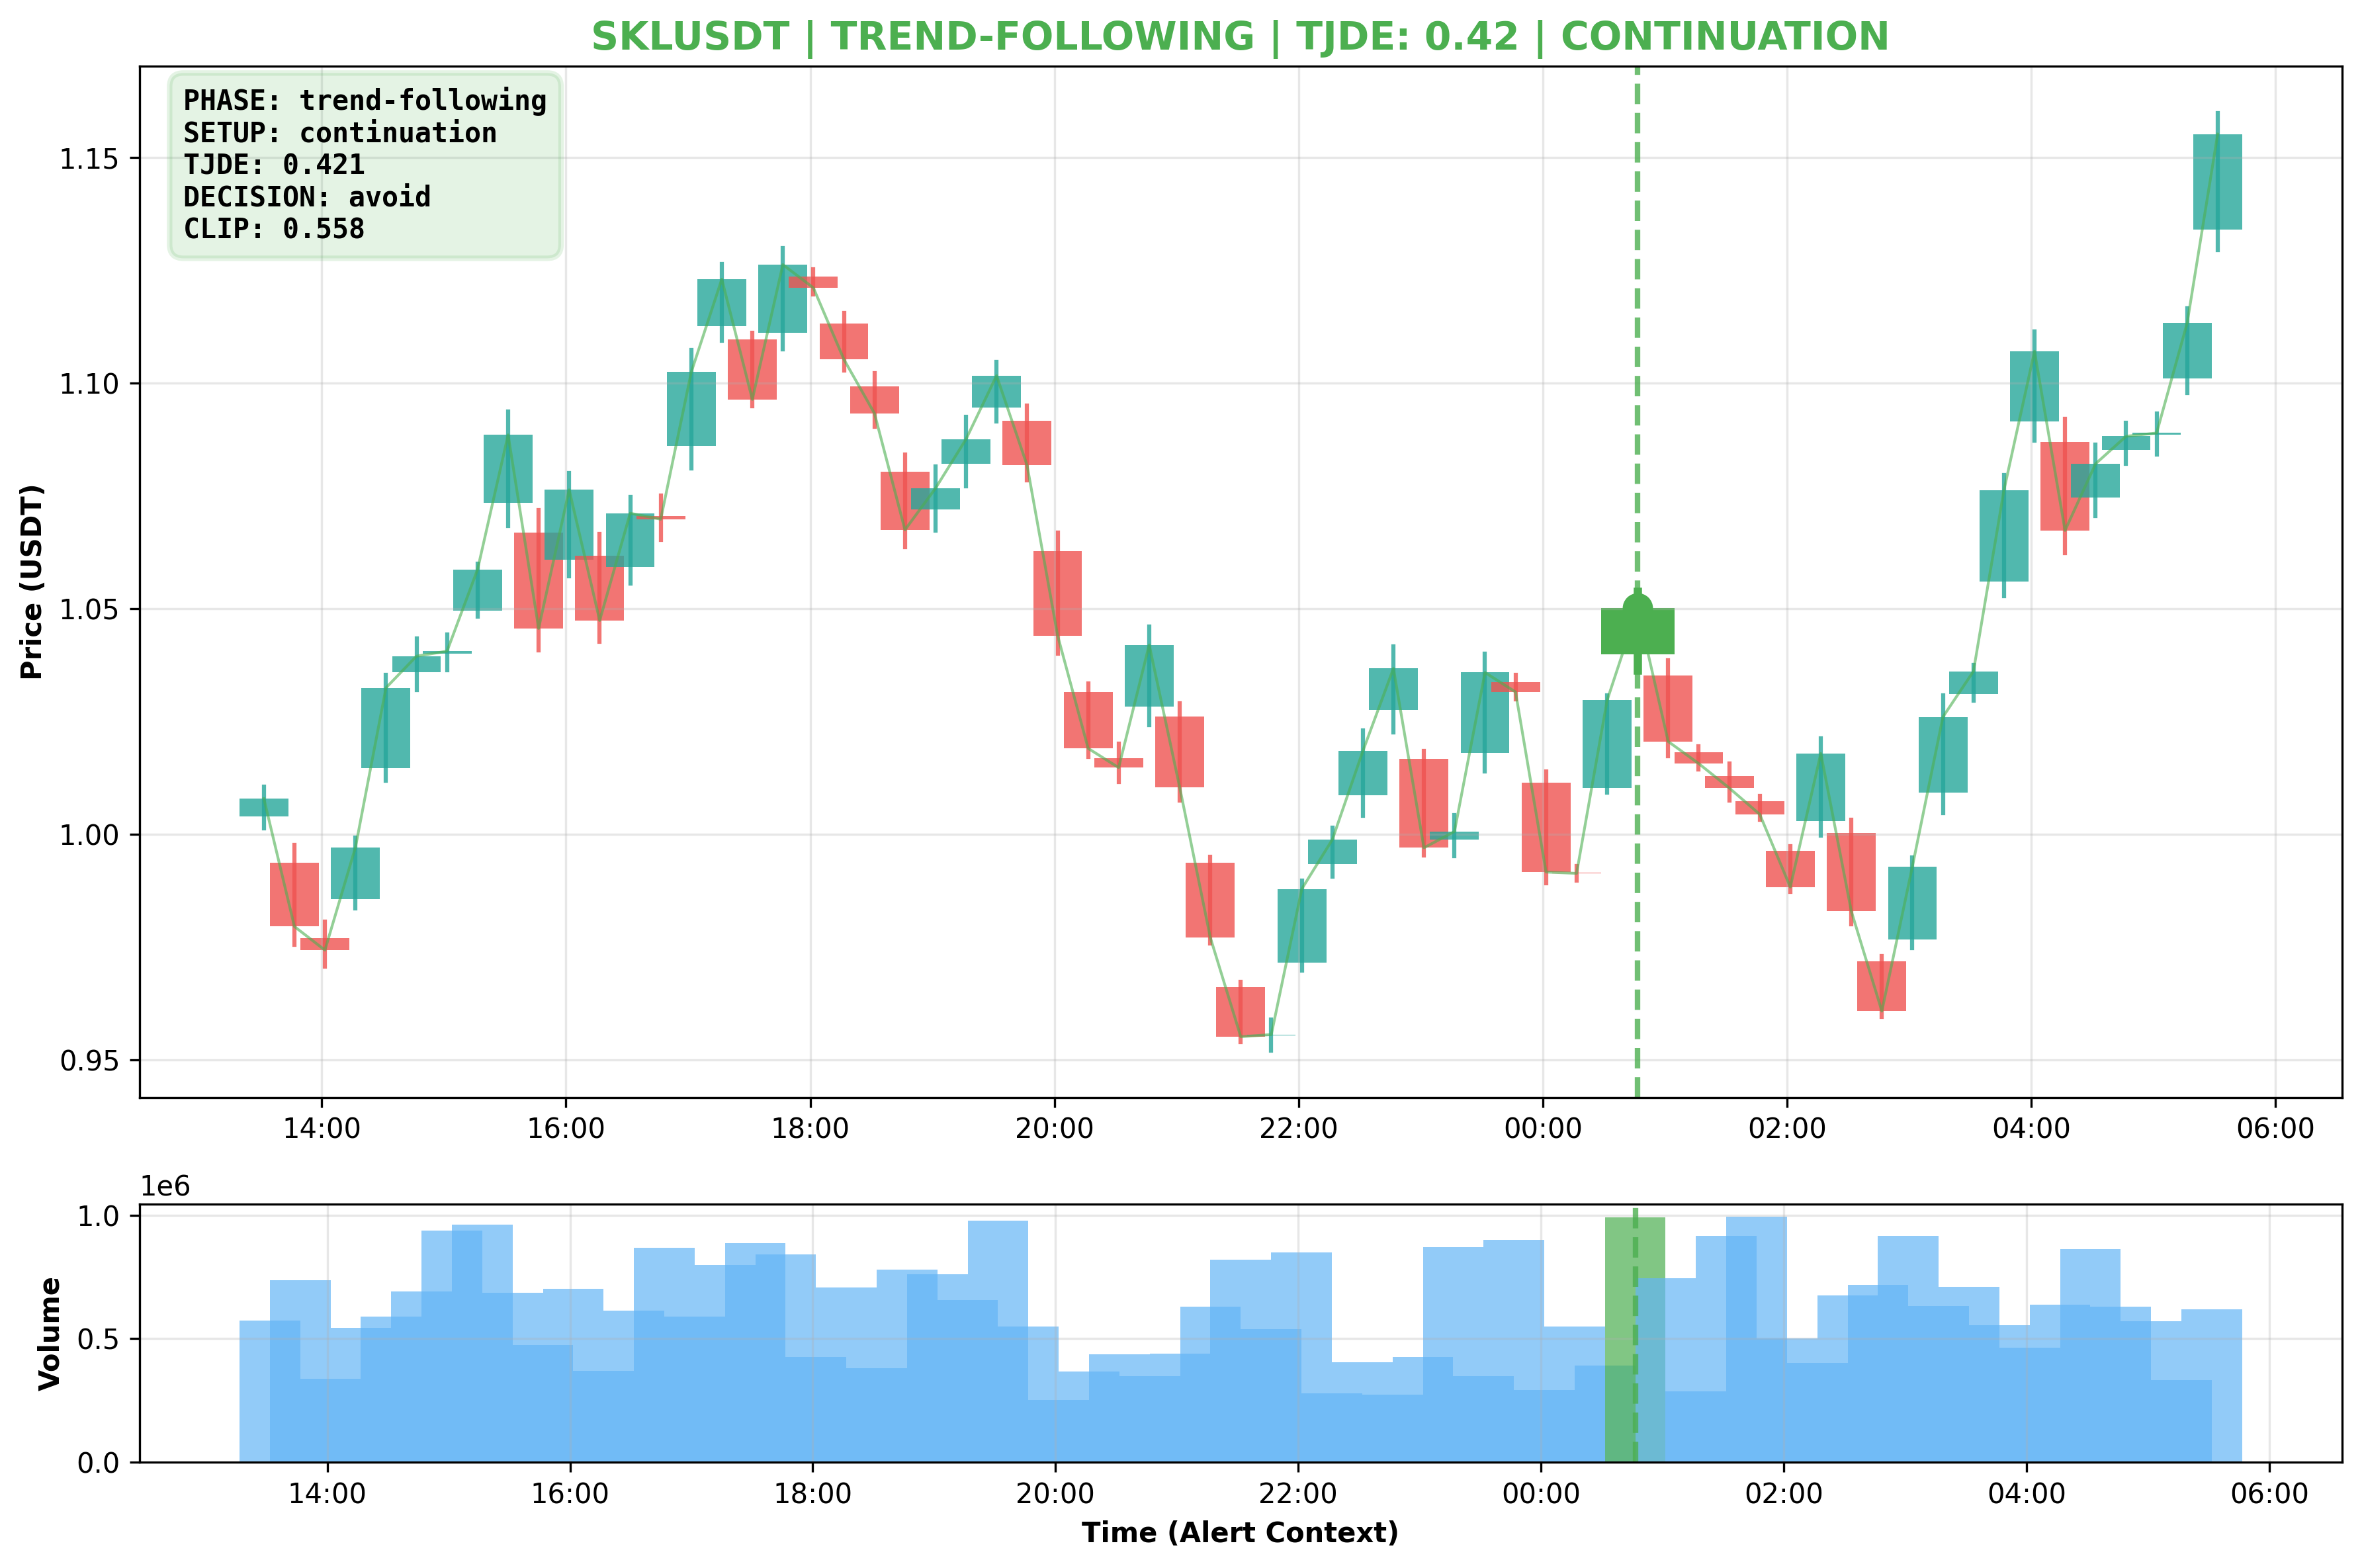 SKLUSDT | TREND-FOLLOWING | TJDE: 0.42 | CONTINUATION
PHASE: trend-following
SETUP: continuation
TJDE: 0.421
DECISION: avoid
CLIP: 0.558
Price (USDT)
1.15
1.10
1.05
1.00
0.95
14:00 16:00 18:00 20:00 22:00 00:00 02:00 04:00 06:00
1e6
Volume
1.0
0.5
0.0
14:00 16:00 18:00 20:00 22:00 00:00 02:00 04:00 06:00
Time (Alert Context)